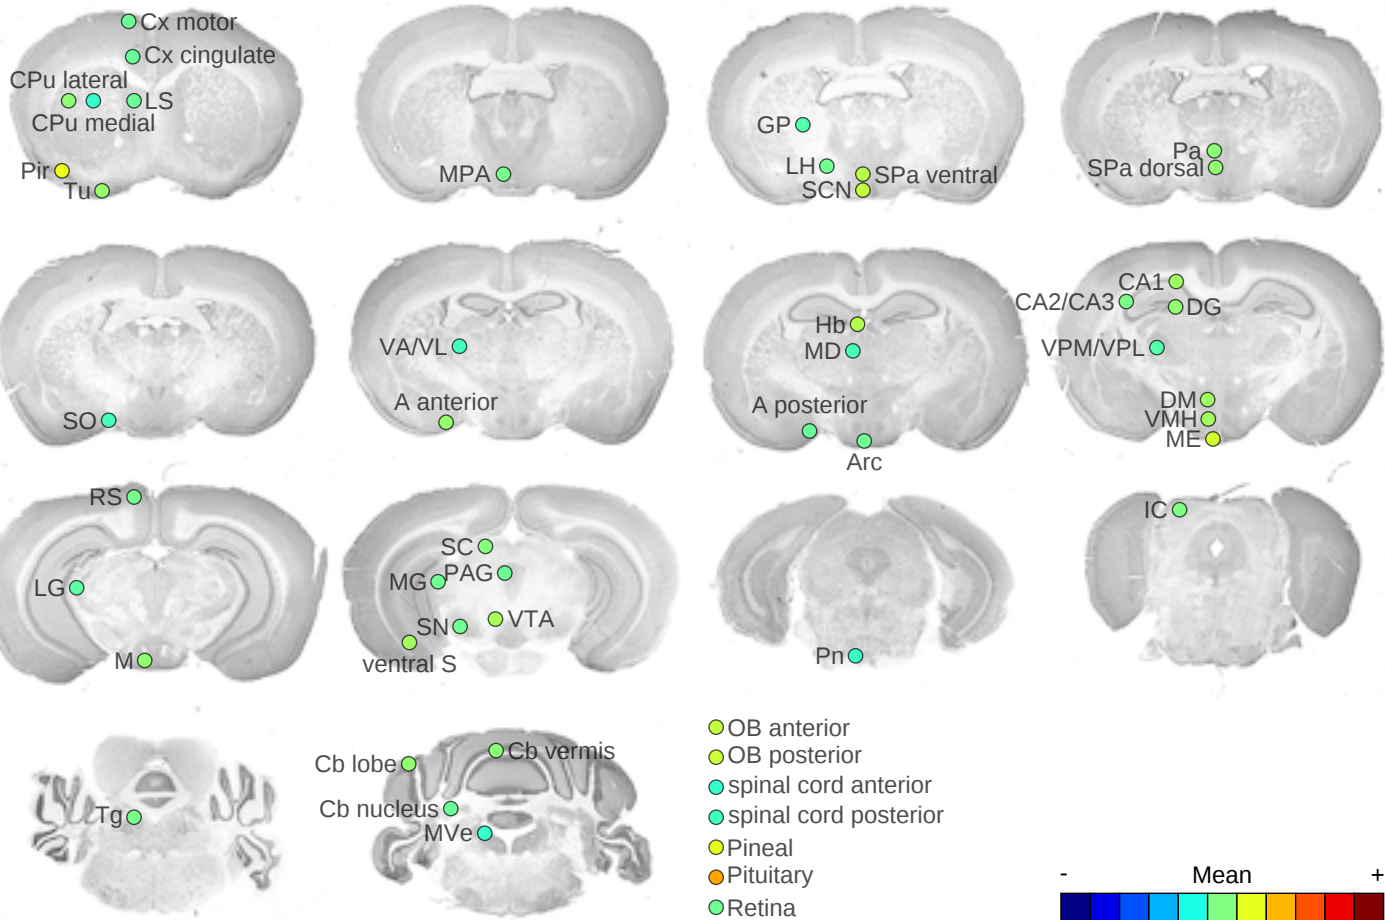 Cx motor
Cx cingulate
CPu lateral
LS
CPu medial
Pir
Tu
MPA
GP
LH
SPa ventral
SCN
Pa
SPa dorsal
SO
VA/VL
A anterior
Hb
MD
A posterior
Arc
CA1
CA2/CA3
DG
VPM/VPL
DM
VMH
ME
RS
LG
M
SC
PAG
MG
SN
VTA
ventral S
Pn
IC
Tg
Cb lobe
Cb vermis
Cb nucleus
MVe
OB anterior
OB posterior
spinal cord anterior
spinal cord posterior
Pineal
Pituitary
Retina
- Mean +